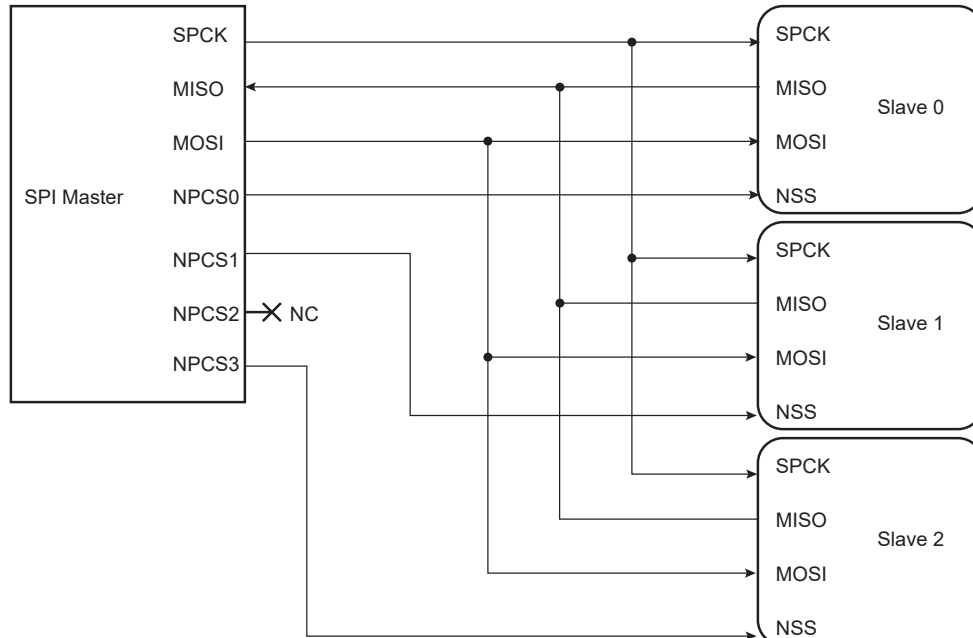 SPI Master
SPCK
MISO
MOSI
NPCS0
NPCS1
NPCS2
NC
NPCS3
SPCK
MISO
Slave 0
MOSI
NSS
SPCK
MISO
Slave 1
MOSI
NSS
SPCK
MISO
Slave 2
MOSI
NSS